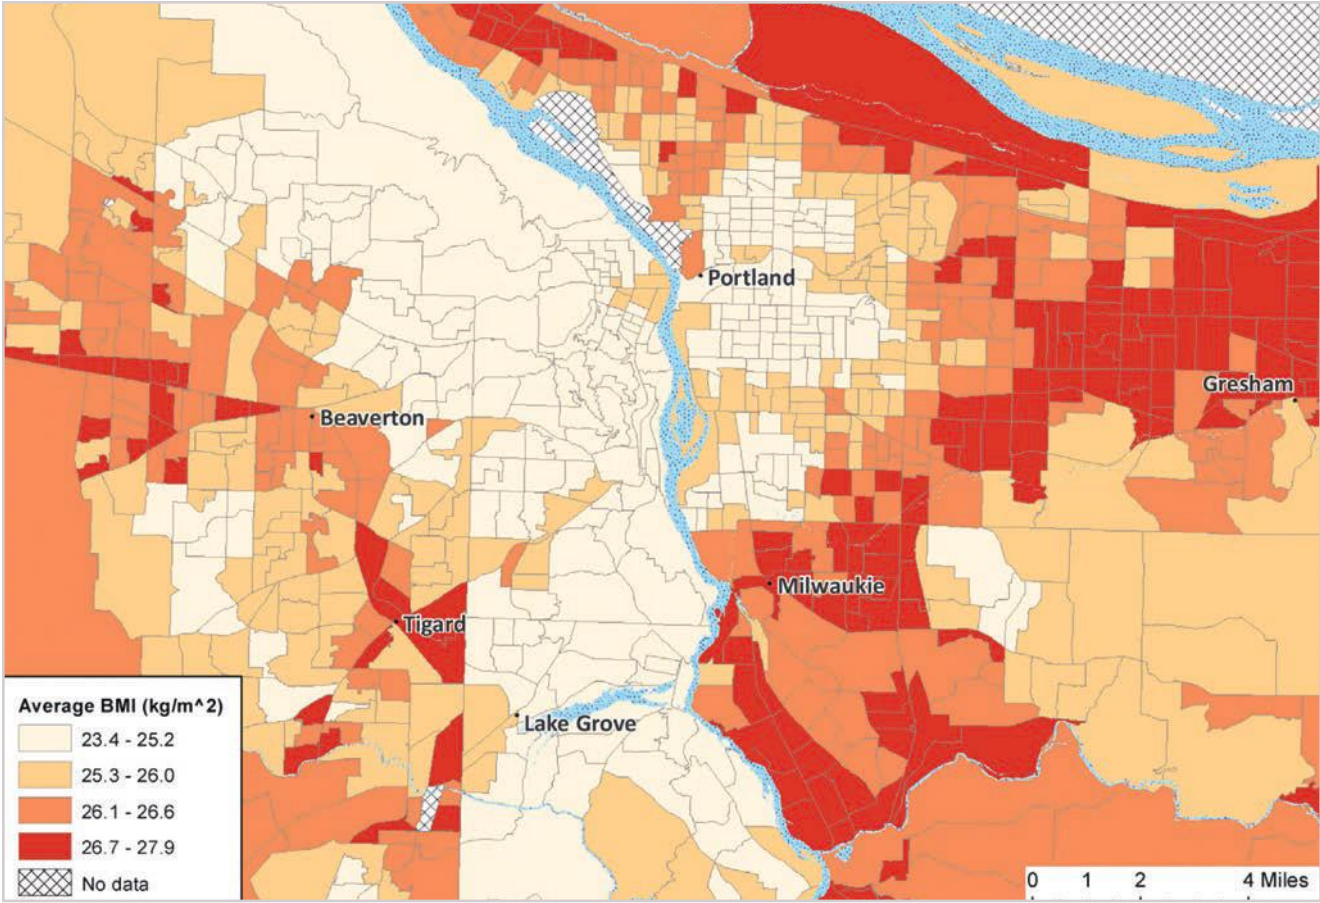 Portland
Gresham
Beaverton
Milwaukie
Tigard
Average BMI (kg/m^2)
23.4 - 25.2
25.3 - 26.0
26.1 - 26.6
26.7 - 27.9
No data
Lake Grove
0 1 2 4 Miles